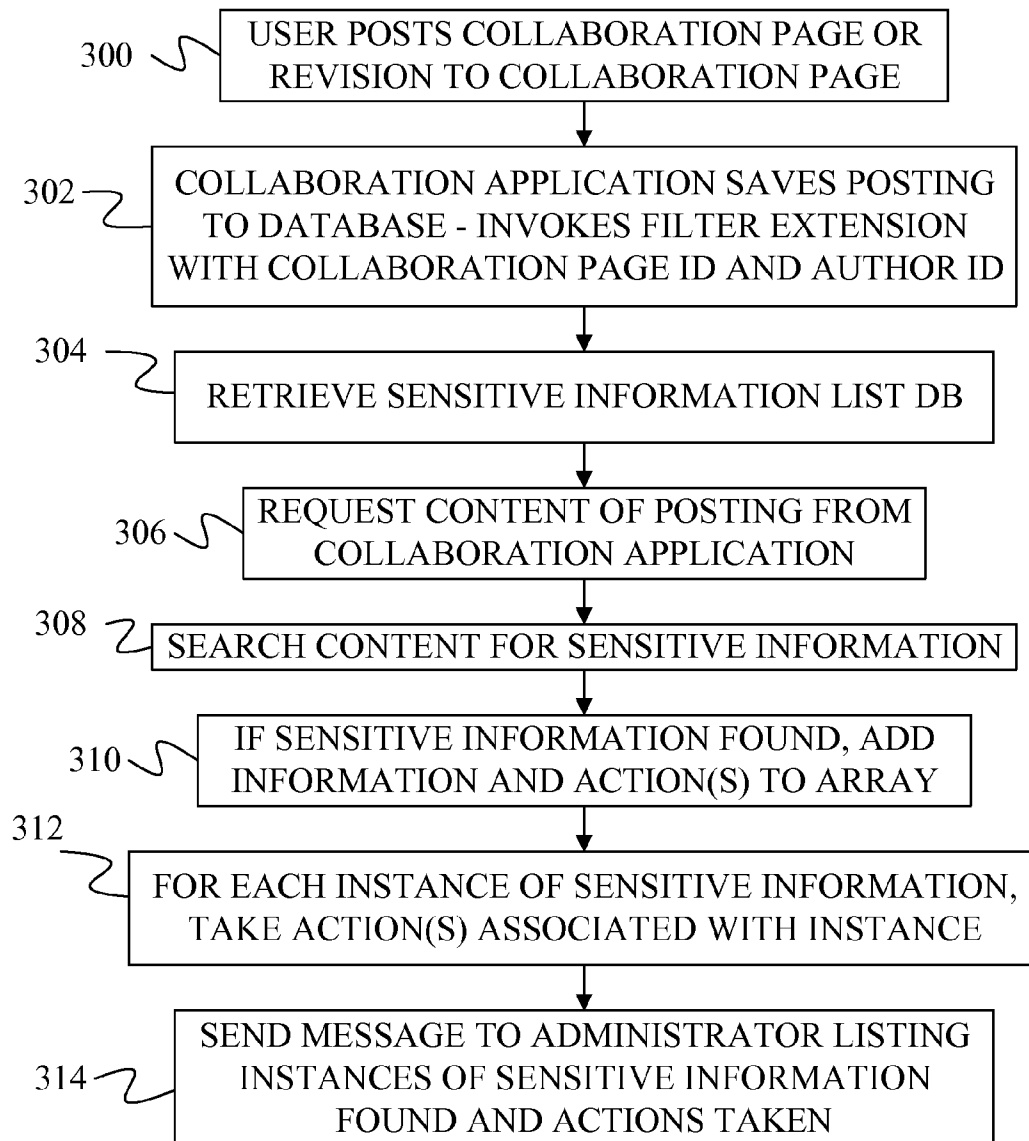 300
USER POSTS COLLABORATION PAGE OR
REVISION TO COLLABORATION PAGE
302
COLLABORATION APPLICATION SAVES POSTING
TO DATABASE - INVOKES FILTER EXTENSION
WITH COLLABORATION PAGE ID AND AUTHOR ID
304
RETRIEVE SENSITIVE INFORMATION LIST DB
306
REQUEST CONTENT OF POSTING FROM
COLLABORATION APPLICATION
308
SEARCH CONTENT FOR SENSITIVE INFORMATION
310
IF SENSITIVE INFORMATION FOUND, ADD
INFORMATION AND ACTION(S) TO ARRAY
312
FOR EACH INSTANCE OF SENSITIVE INFORMATION,
TAKE ACTION(S) ASSOCIATED WITH INSTANCE
314
SEND MESSAGE TO ADMINISTRATOR LISTING
INSTANCES OF SENSITIVE INFORMATION
FOUND AND ACTIONS TAKEN